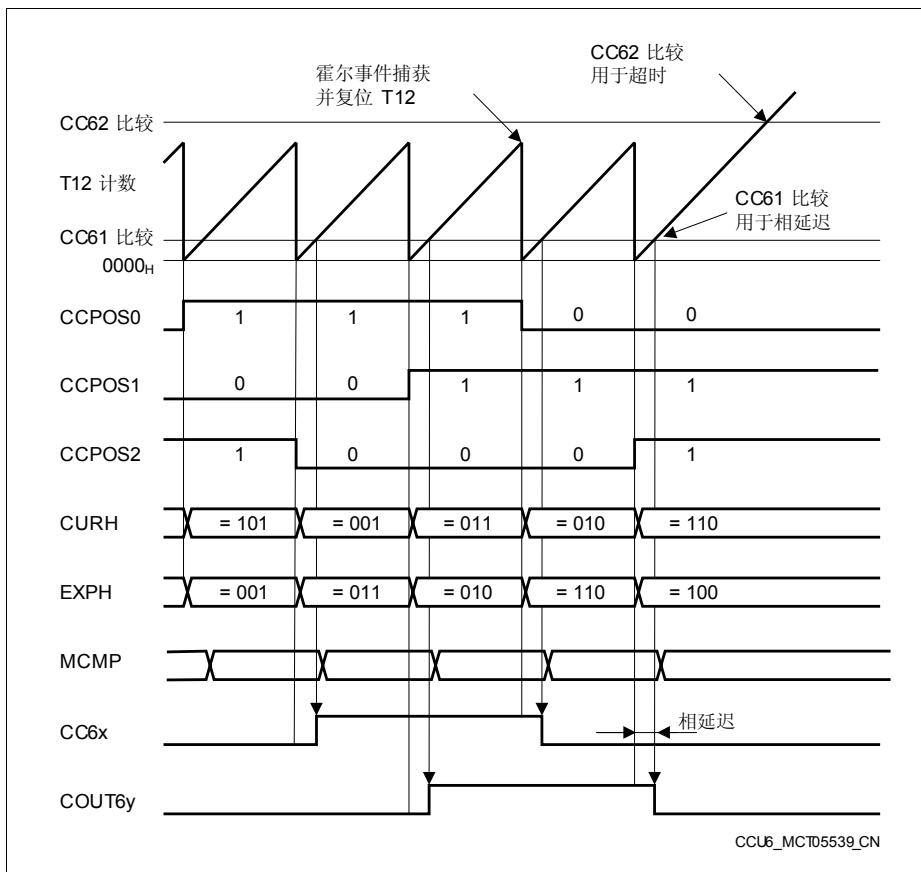 CC62 比较
用于超时
霍尔事件捕获
并复位 T12
CC62 比较
T12 计数
CC61 比较
用于相延迟
CC61 比较
0000H
CCPOS0 1 1 1 0 0
CCPOS1 0 0 1 1 1
CCPOS2 1 0 0 0 1
CURH = 101 = 001 = 011 = 010 = 110
EXPH = 001 = 011 = 010 = 110 = 100
MCMP
CC6x
相延迟
COUT6y
CCU6_MCT05539_CN